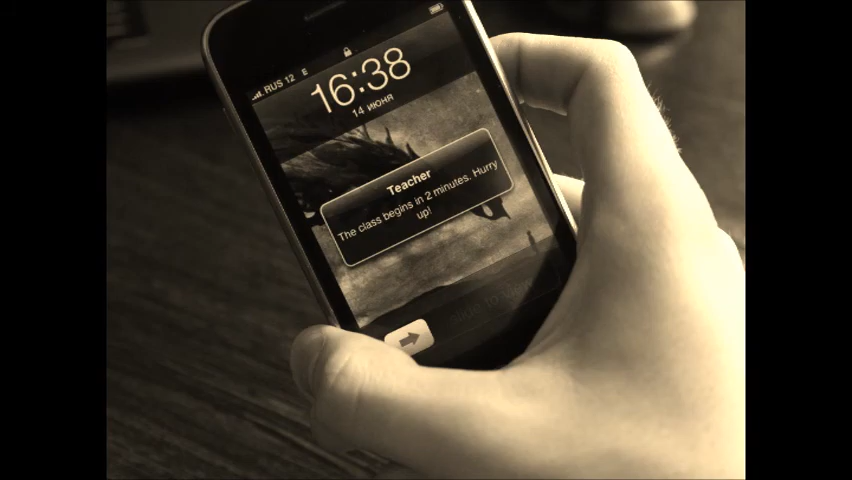 RUS 12 E
16:38
14 июня
Teacher
The class begins in 2 minutes. Hurry
up!